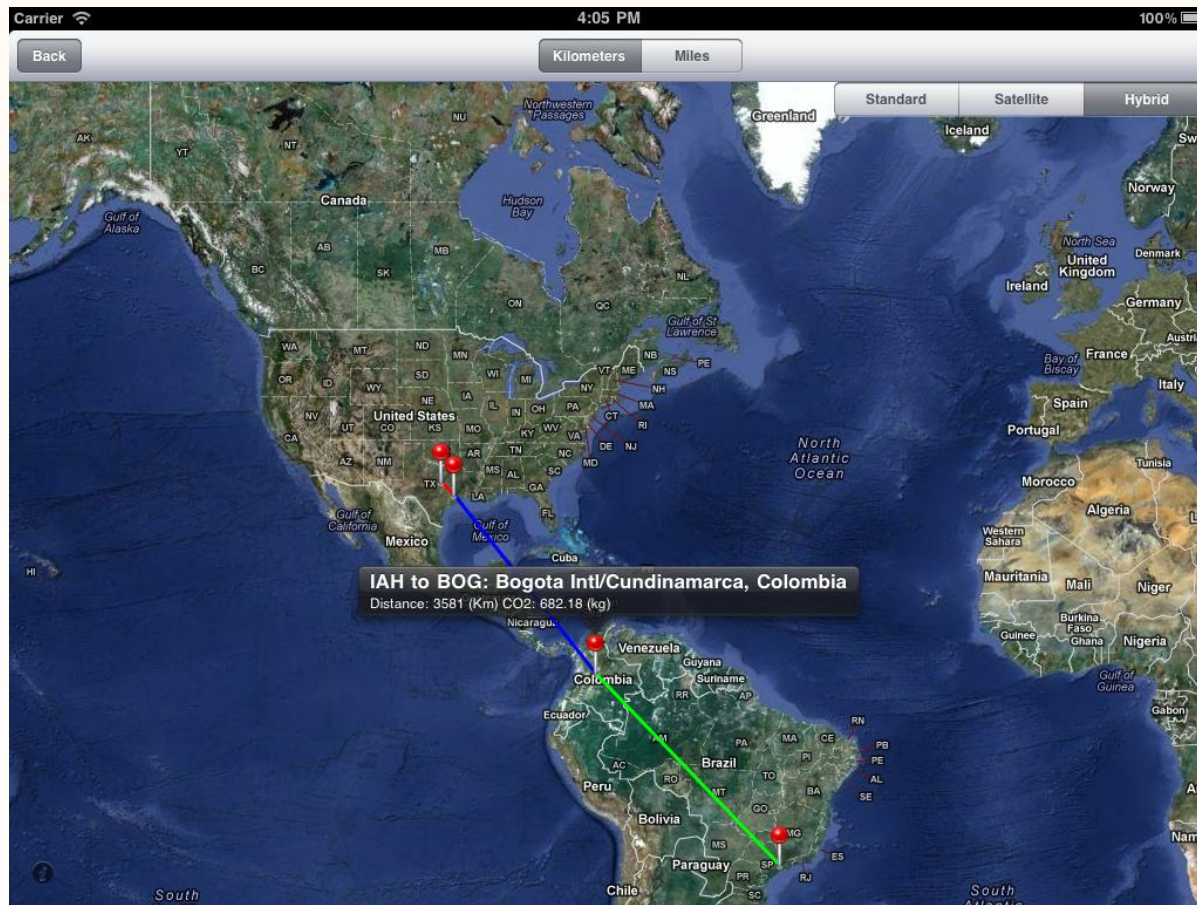 Carrier 4:05 PM 100%
Back Kilometers Miles
Standard Satellite Hybrid
Northwestern
Passages
Greenland
Iceland
NU
AK
YT
NT
Sw
Canada
Hudson
Bay
Norway
Gulf of
Alaska
AB
MB
BC
SK
North Sea
United
Kingdom
Denmark
Ireland
NL
ON
QC
Germany
Gulf of St
Lawrence
WA
MT
ND
MN
NB
PE
Bay of
Biscay
France
Austri
OR
ID
WY
SD
WI
MI
VT
ME
NS
NY
NH
Italy
NE
IA
IL
IN
OH
PA
MA
Spain
United States
NV
UT
CO
KS
MO
KY
WV
VA
CT
RI
Portugal
CA
DE
NJ
North
Atlantic
Ocean
AZ
NM
AR
TN
NC
MD
Tunisia
TX
MS
AL
SC
LA
GA
Morocco
FL
Algeria
Gulf of
California
Gulf of
Mexico
Mexico
Western
Sahara
Cuba
HI
IAH to BOG: Bogota Intl/Cundinamarca, Colombia
Distance: 3581 (Km) CO2: 682.18 (kg)
Mauritania
Mali
Niger
Nicaragua
Burkina
Faso
Guinee
Ghana
Nigeria
Venezuela
Guyana
Suriname
Colombia
Gulf of
Guinea
RR
AP
Ecuador
Gabon
RN
AM
PA
MA
CE
PB
PI
PE
AC
RO
Brazil
TO
AL
Peru
MT
BA
SE
GO
Bolivia
MG
Nam
MS
SP
ES
Paraguay
PR
RJ
Chile
SC
South
South
Atlantic